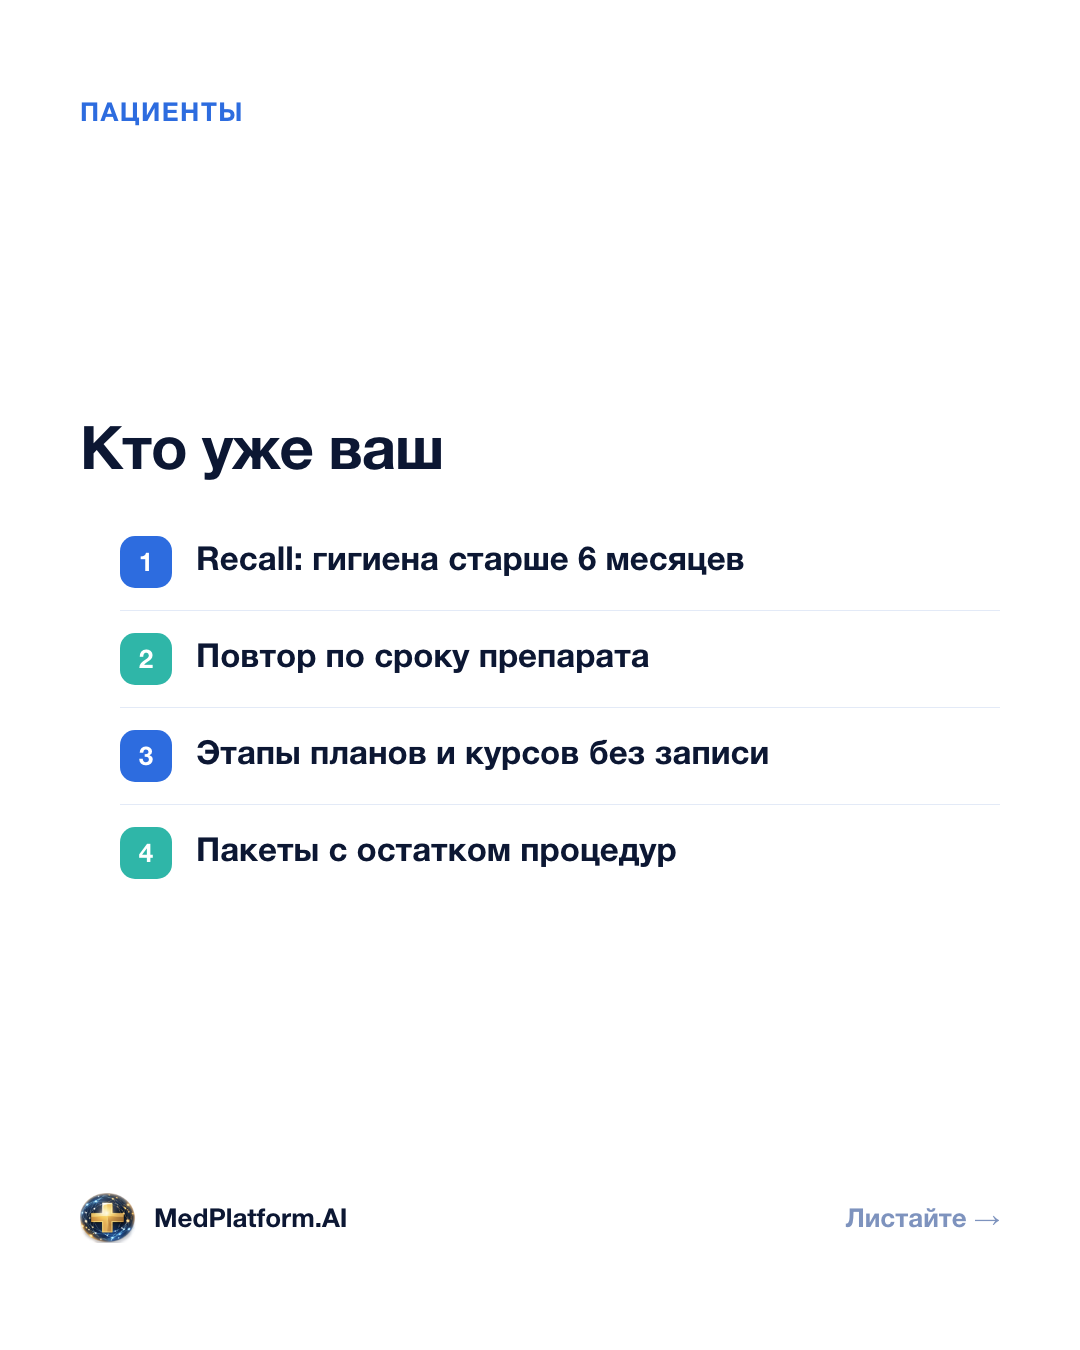 ПАЦИЕНТЫ
Кто уже ваш
1 Recall: гигиена старше 6 месяцев
2 Повтор по сроку препарата
3 Этапы планов и курсов без записи
4 Пакеты с остатком процедур
MedPlatform.AI
Листайте →